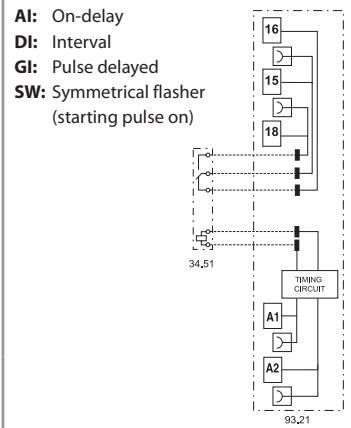 AI: On-delay
DI: Interval
GI: Pulse delayed
SW: Symmetrical flasher
(starting pulse on)
16
15
18
34.51
TIMING
CIRCUIT
A1
A2
93.21